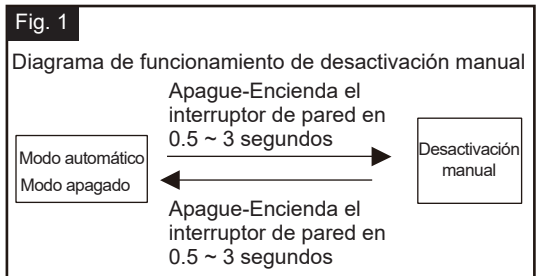 Fig. 1
Diagrama de funcionamiento de desactivación manual
Apague-Encienda el
interruptor de pared en
0.5 ~ 3 segundos
Modo automático
Modo apagado
Desactivación
manual
Apague-Encienda el
interruptor de pared en
0.5 ~ 3 segundos